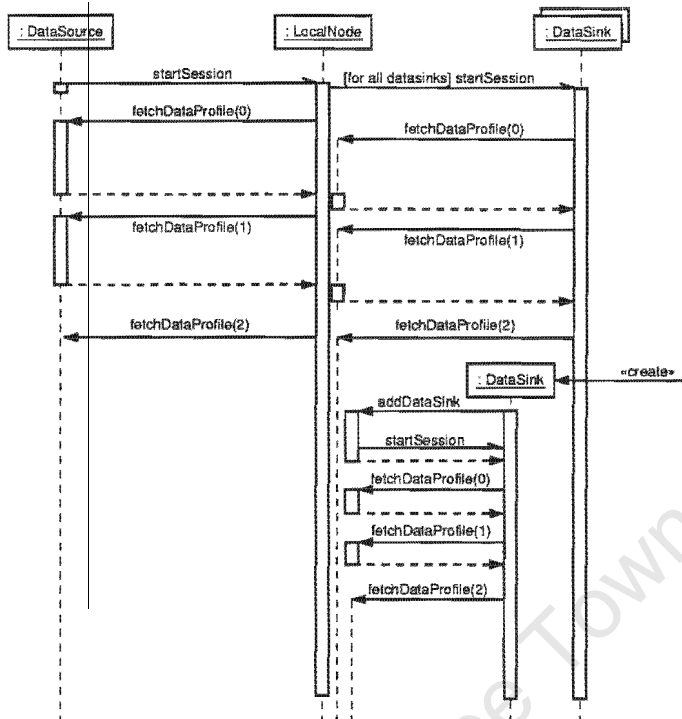 : DataSource
: LocalNode
: DataSink
startSession
[for all datasinks] startSession
fetchDataProfile(0)
fetchDataProfile(0)
fetchDataProfile(1)
fetchDataProfile(1)
fetchDataProfile(2)
fetchDataProfile(2)
: DataSink
«create»
addDataSink
startSession
fetchDataProfile(0)
fetchDataProfile(1)
fetchDataProfile(2)
Town